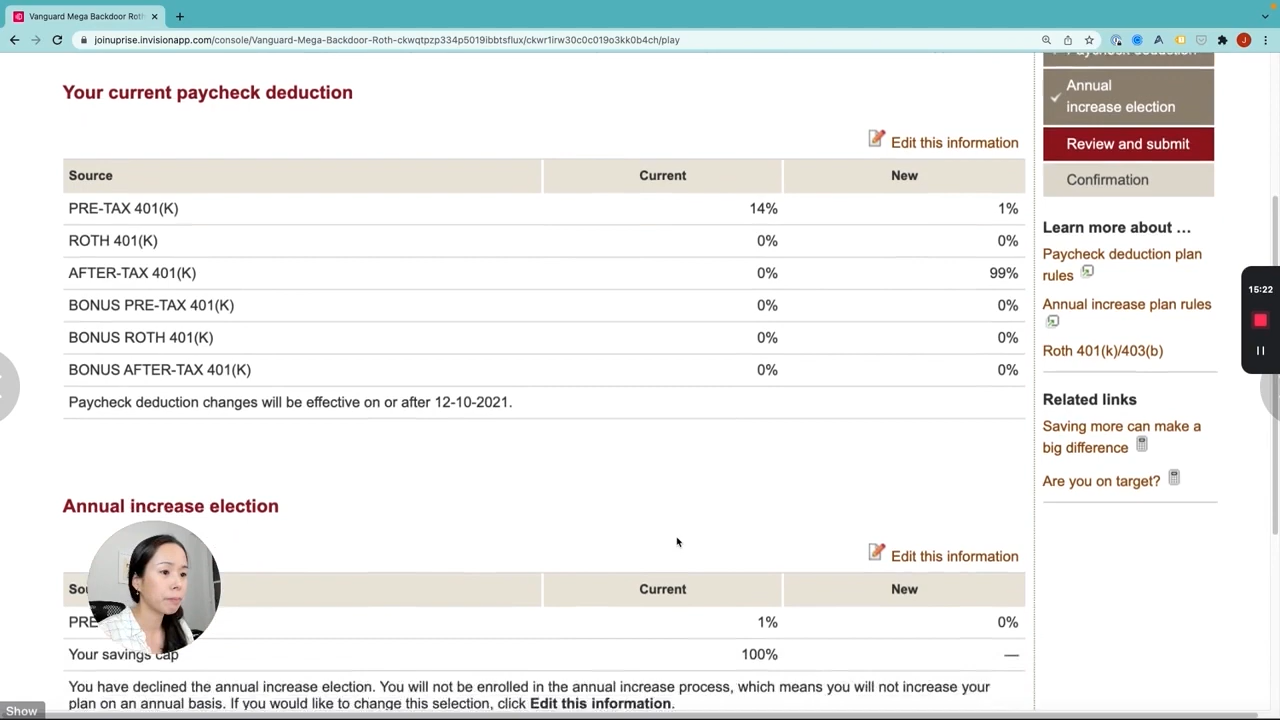 Vanguard Mega Backdoor Roth
joinuprise.invisionapp.com/console/Vanguard-Mega-Backdoor-Roth-ckwqtpzp334p5019ibbtsflux/ckwr1irw30c0c019o3kk0b4ch/play
J
Your current paycheck deduction
Edit this information
Source Current New
PRE-TAX 401(K) 14% 1%
ROTH 401(K) 0% 0%
AFTER-TAX 401(K) 0% 99%
BONUS PRE-TAX 401(K) 0% 0%
BONUS ROTH 401(K) 0% 0%
BONUS AFTER-TAX 401(K) 0% 0%
Paycheck deduction changes will be effective on or after 12-10-2021.
Annual increase election
Edit this information
Current New
1% 0%
Your savings cap 100% —
You have declined the annual increase election. You will not be enrolled in the annual increase process, which means you will not increase your
plan on an annual basis. If you would like to change this selection, click Edit this information.
Show
Paycheck deduction
Annual
increase election
Review and submit
Confirmation
Learn more about ...
Paycheck deduction plan
rules
Annual increase plan rules
Roth 401(k)/403(b)
Related links
Saving more can make a
big difference
Are you on target?
15:22